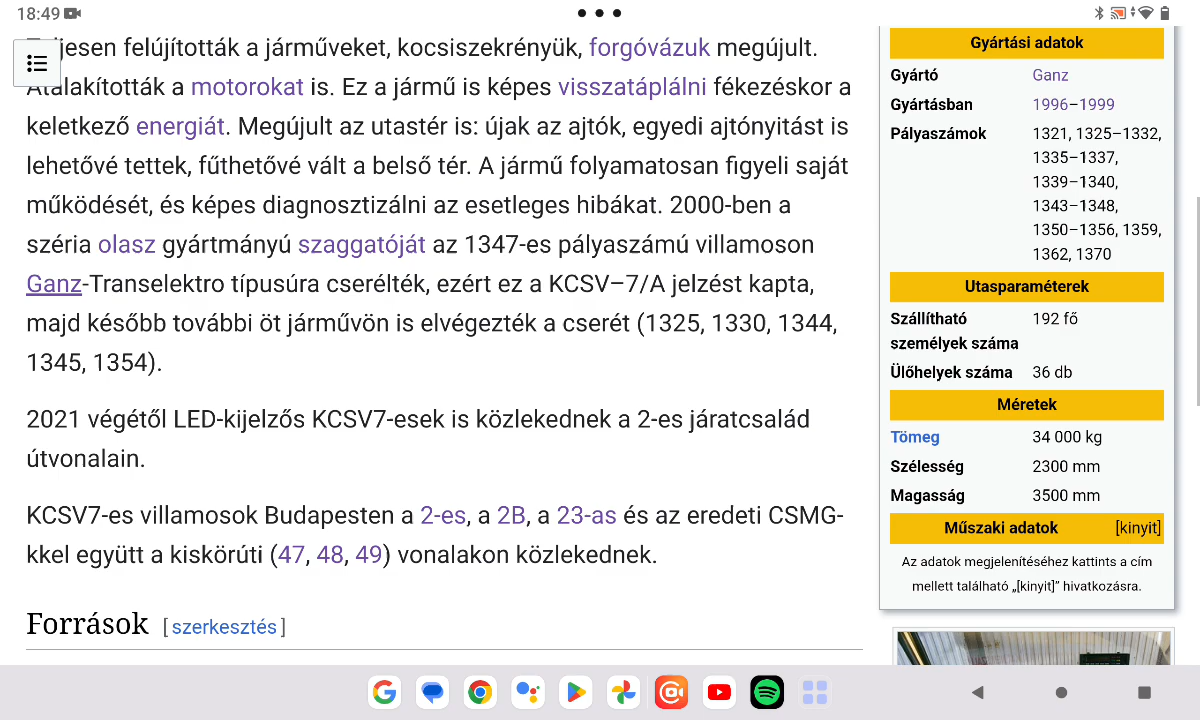 18:49
jesen felújították a járműveket, kocsiszekrényük, forgóvázuk megújult.
Átalakították a motorokat is. Ez a jármű is képes visszatáplálni fékezéskor a
keletkező energiát. Megújult az utastér is: újak az ajtók, egyedi ajtónyitást is
lehetővé tettek, fűthetővé vált a belső tér. A jármű folyamatosan figyeli saját
működését, és képes diagnosztizálni az esetleges hibákat. 2000-ben a
széria olasz gyártmányú szaggatóját az 1347-es pályaszámú villamoson
Ganz-Transelektro típusúra cserélték, ezért ez a KCSV–7/A jelzést kapta,
majd később további öt járművön is elvégezték a cserét (1325, 1330, 1344,
1345, 1354).
2021 végétől LED-kijelzős KCSV7-esek is közlekednek a 2-es járatcsalád
útvonalain.
KCSV7-es villamosok Budapesten a 2-es, a 2B, a 23-as és az eredeti CSMG-
kkel együtt a kiskörúti (47, 48, 49) vonalakon közlekednek.
Források [ szerkesztés ]
Gyártási adatok
Gyártó Ganz
Gyártásban 1996–1999
Pályaszámok 1321, 1325–1332,
1335–1337,
1339–1340,
1343–1348,
1350–1356, 1359,
1362, 1370
Utasparaméterek
Szállítható 192 fő
személyek száma
Ülőhelyek száma 36 db
Méretek
Tömeg 34 000 kg
Szélesség 2300 mm
Magasság 3500 mm
Műszaki adatok [kinyit]
Az adatok megjelenítéséhez kattints a cím
mellett található „[kinyit]” hivatkozásra.